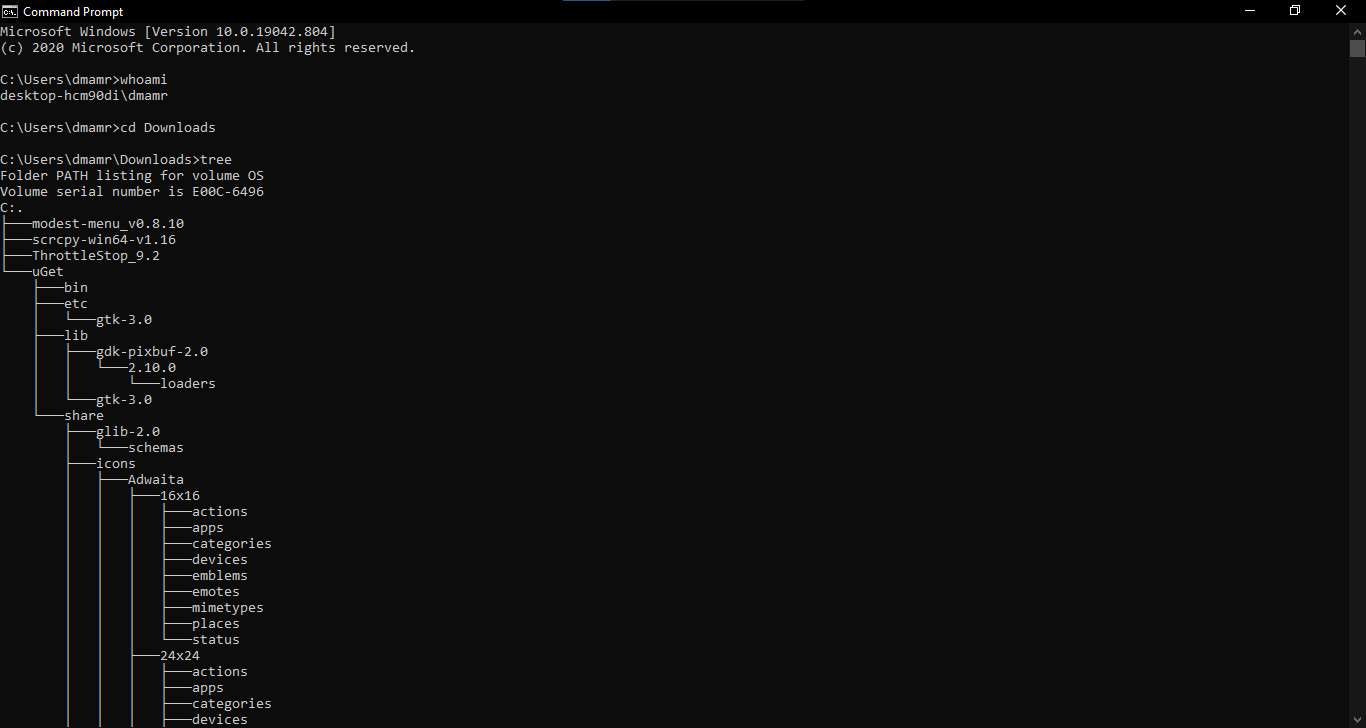 Command Prompt
Microsoft Windows [Version 10.0.19042.804]
(c) 2020 Microsoft Corporation. All rights reserved.
C:\Users\dmamr>whoami
desktop-hcm90di\dmamr
C:\Users\dmamr>cd Downloads
C:\Users\dmamr\Downloads>tree
Folder PATH listing for volume OS
Volume serial number is E00C-6496
C:.
├───modest-menu_v0.8.10
├───scrcpy-win64-v1.16
├───ThrottleStop_9.2
└───uGet
    ├───bin
    ├───etc
    │   └───gtk-3.0
    ├───lib
    │   ├───gdk-pixbuf-2.0
    │   │   └───2.10.0
    │   │       └───loaders
    │   └───gtk-3.0
    └───share
        ├───glib-2.0
        │   └───schemas
        ├───icons
        │   ├───Adwaita
        │   │   ├───16x16
        │   │   │   ├───actions
        │   │   │   ├───apps
        │   │   │   ├───categories
        │   │   │   ├───devices
        │   │   │   ├───emblems
        │   │   │   ├───emotes
        │   │   │   ├───mimetypes
        │   │   │   ├───places
        │   │   │   └───status
        │   │   ├───24x24
        │   │   │   ├───actions
        │   │   │   ├───apps
        │   │   │   ├───categories
        │   │   │   ├───devices